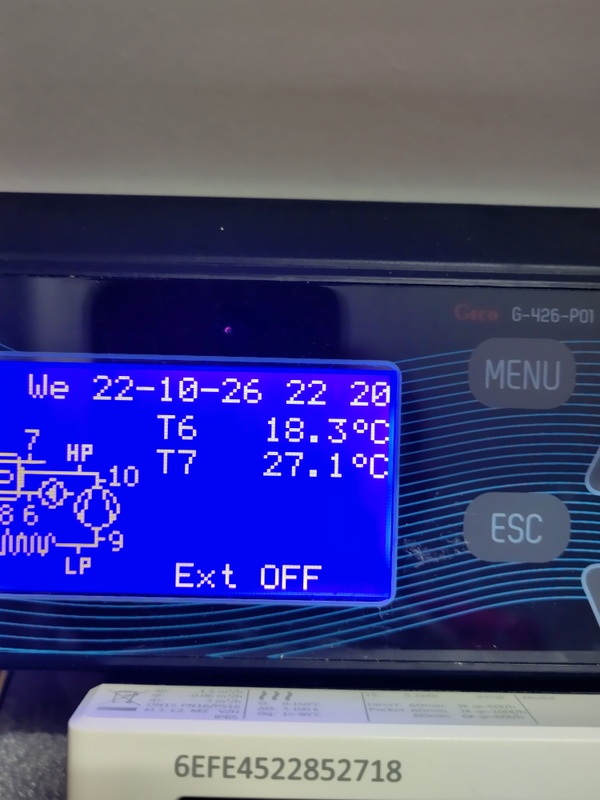 Geco G-426-P01
MENU
We 22-10-26 22 20
T6 18.3°C
T7 27.1°C
7
HP
10
8 6
9
LP
ESC
Ext OFF
6EFE4522852718